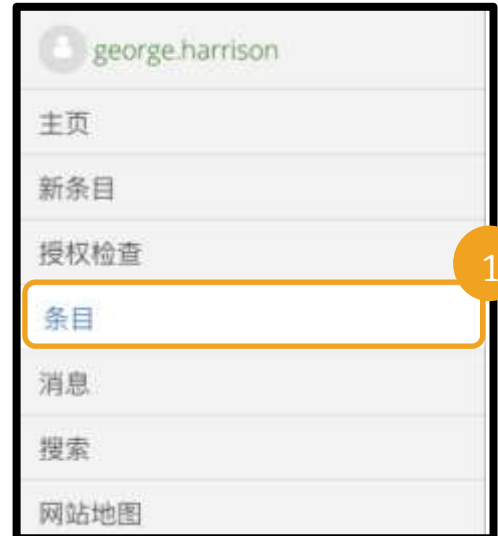 george.harrison
主页
新条目
授权检查
1
条目
消息
搜索
网站地图